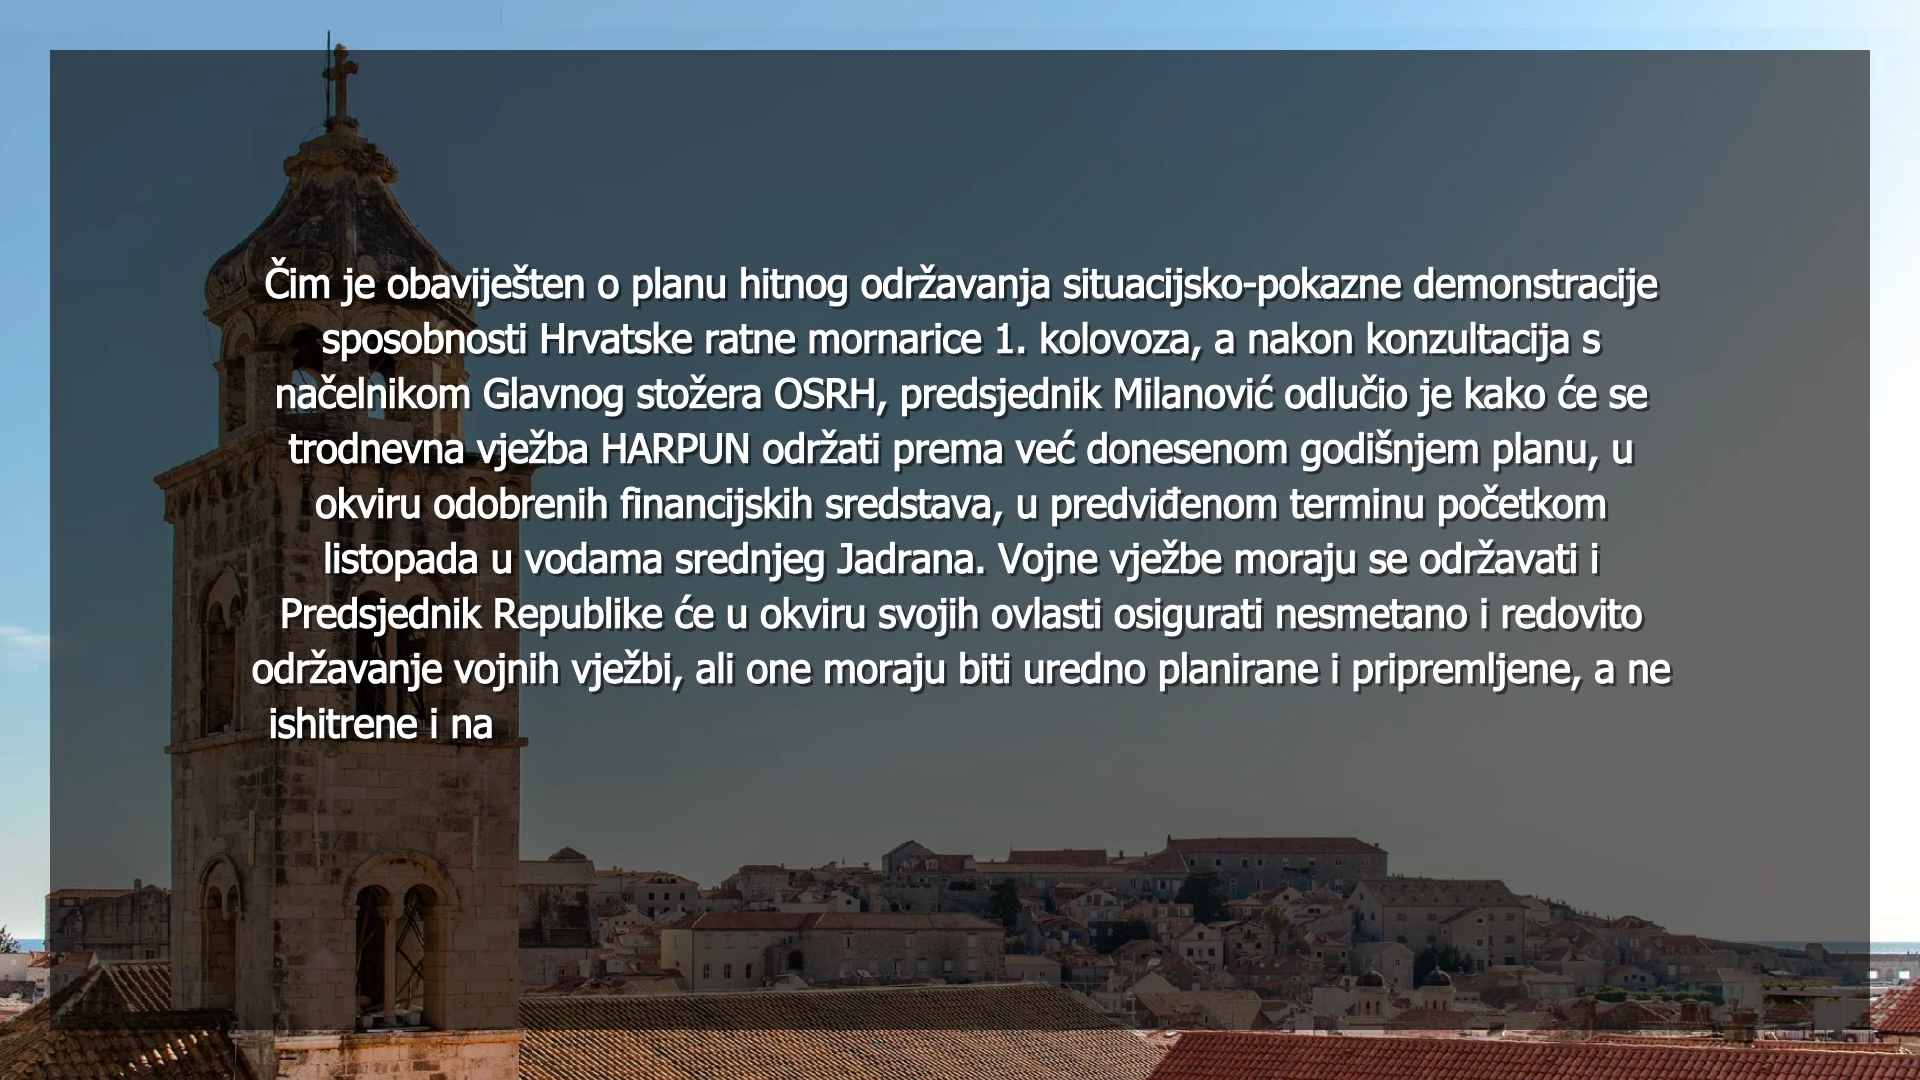 Čim je obaviješten o planu hitnog održavanja situacijsko-pokazne demonstracije
sposobnosti Hrvatske ratne mornarice 1. kolovoza, a nakon konzultacija s
načelnikom Glavnog stožera OSRH, predsjednik Milanović odlučio je kako će se
trodnevna vježba HARPUN održati prema već donesenom godišnjem planu, u
okviru odobrenih financijskih sredstava, u predviđenom terminu početkom
listopada u vodama srednjeg Jadrana. Vojne vježbe moraju se održavati i
Predsjednik Republike će u okviru svojih ovlasti osigurati nesmetano i redovito
održavanje vojnih vježbi, ali one moraju biti uredno planirane i pripremljene, a ne
ishitrene i na